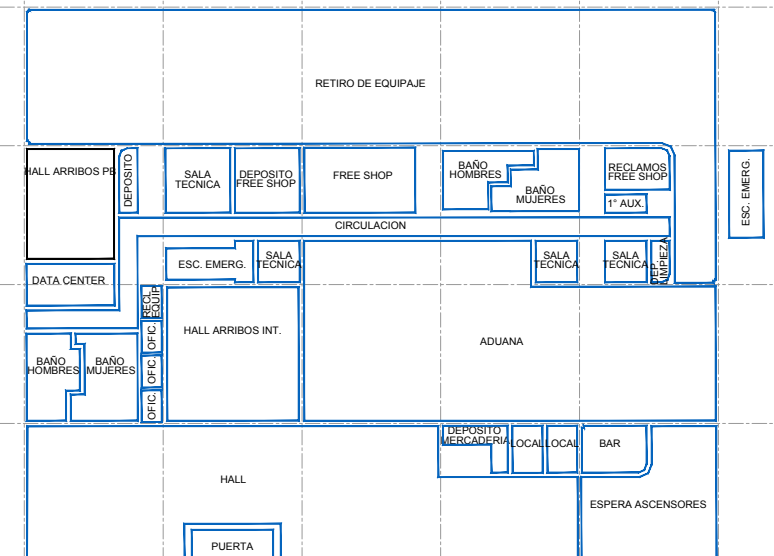 RETIRO DE EQUIPAJE
HALL ARRIBOS PB
DEPOSITO
SALA
TECNICA
DEPOSITO
FREE SHOP
FREE SHOP
BAÑO
HOMBRES
BAÑO
MUJERES
RECLAMOS
FREE SHOP
1° AUX.
ESC. EMERG.
CIRCULACION
DATA CENTER
ESC. EMERG.
SALA
TECNICA
SALA
TECNICA
SALA
TECNICA
DEP.
LIMPIEZA
RECL.
EQUIP.
HALL ARRIBOS INT.
ADUANA
OFIC.
OFIC.
OFIC.
BAÑO
HOMBRES
BAÑO
MUJERES
DEPOSITO
MERCADERIA
LOCAL
LOCAL
BAR
HALL
ESPERA ASCENSORES
PUERTA